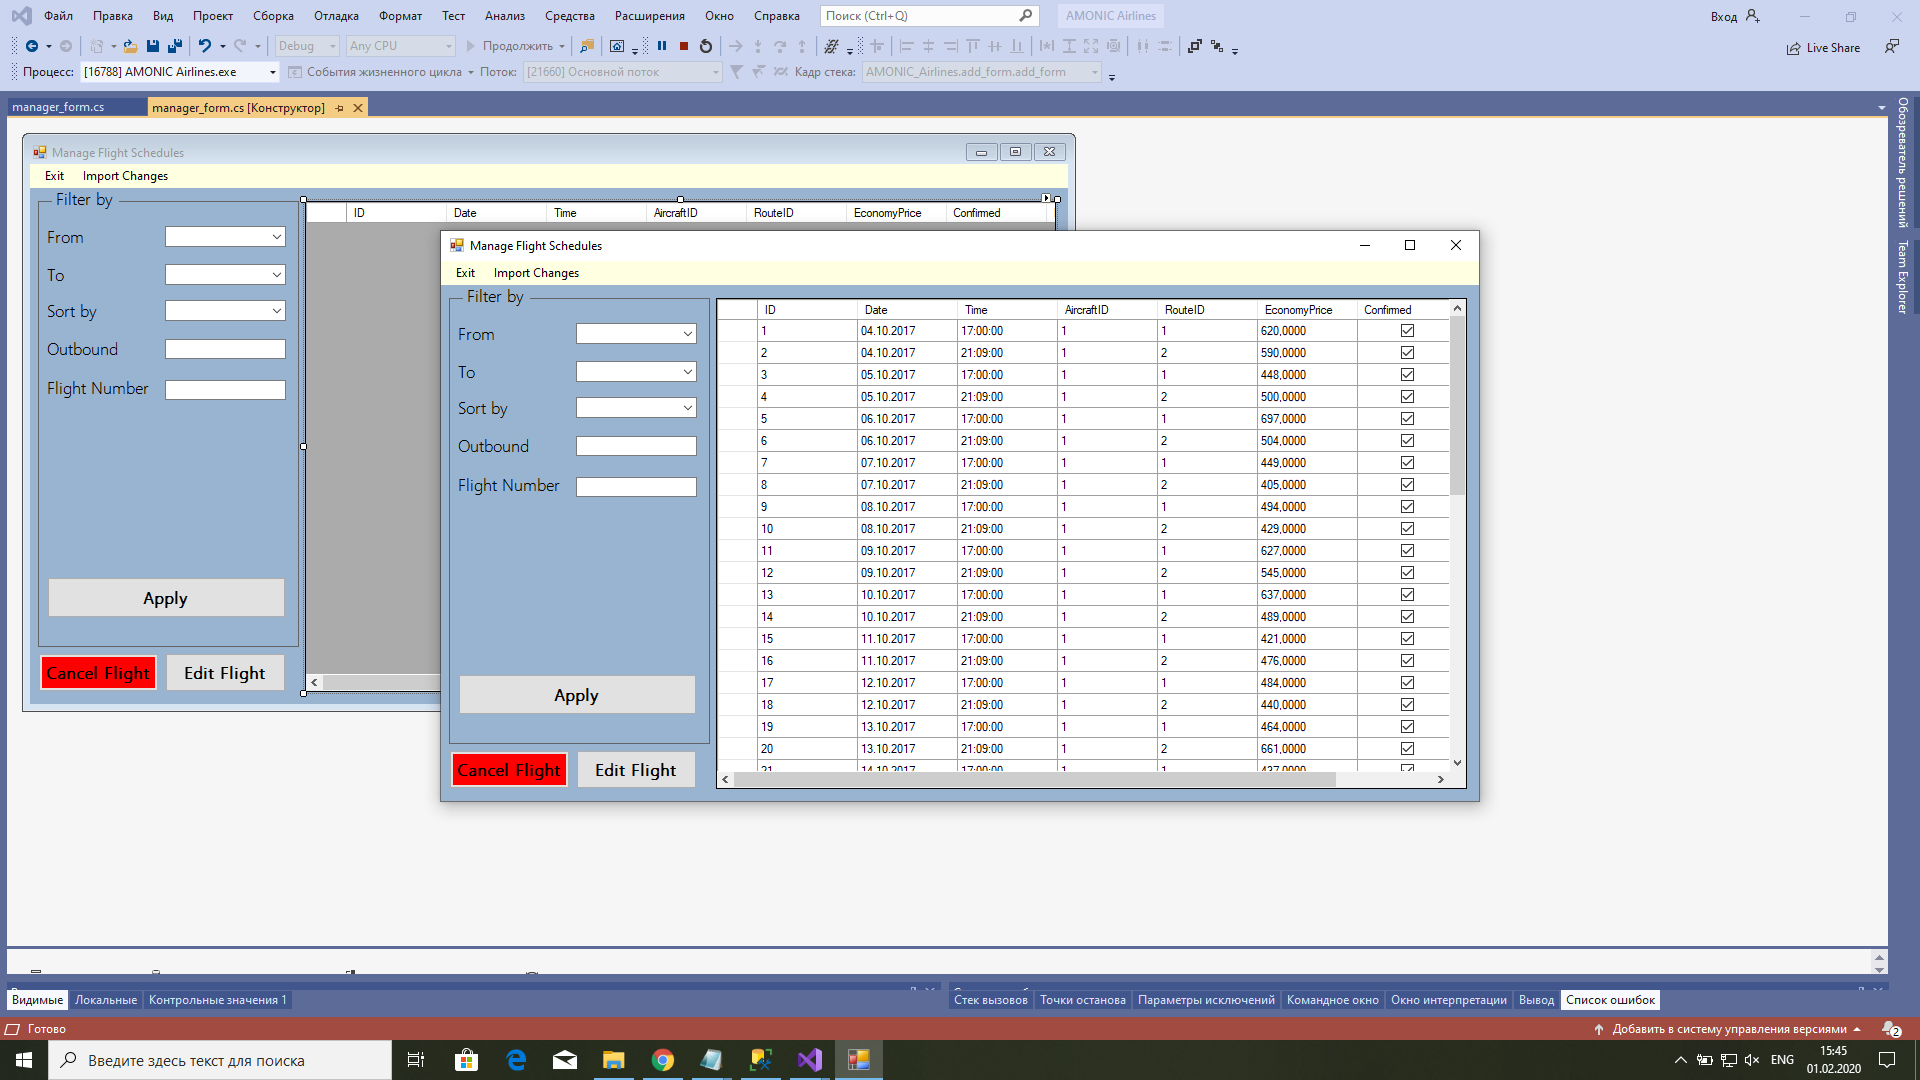 Файл Правка Вид Проект Сборка Отладка Формат Тест Анализ Средства Расширения Окно Справка Поиск (Ctrl+Q) AMONIC Airlines Вход
Debug Any CPU Продолжить Live Share
Процесс: [16788] AMONIC Airlines.exe События жизненного цикла Поток: [21660] Основной поток Кадр стека: AMONIC_Airlines.add_form.add_form
manager_form.cs manager_form.cs [Конструктор]
Обозреватель решений
Team Explorer
Manage Flight Schedules
Exit Import Changes
Filter by
From
To
Sort by
Outbound
Flight Number
Apply
Cancel Flight Edit Flight
ID Date Time AircraftID RouteID EconomyPrice Confirmed
Manage Flight Schedules
Exit Import Changes
Filter by
From
To
Sort by
Outbound
Flight Number
Apply
Cancel Flight Edit Flight
ID Date Time AircraftID RouteID EconomyPrice Confirmed
1 04.10.2017 17:00:00 1 1 620,0000
2 04.10.2017 21:09:00 1 2 590,0000
3 05.10.2017 17:00:00 1 1 448,0000
4 05.10.2017 21:09:00 1 2 500,0000
5 06.10.2017 17:00:00 1 1 697,0000
6 06.10.2017 21:09:00 1 2 504,0000
7 07.10.2017 17:00:00 1 1 449,0000
8 07.10.2017 21:09:00 1 2 405,0000
9 08.10.2017 17:00:00 1 1 494,0000
10 08.10.2017 21:09:00 1 2 429,0000
11 09.10.2017 17:00:00 1 1 627,0000
12 09.10.2017 21:09:00 1 2 545,0000
13 10.10.2017 17:00:00 1 1 637,0000
14 10.10.2017 21:09:00 1 2 489,0000
15 11.10.2017 17:00:00 1 1 421,0000
16 11.10.2017 21:09:00 1 2 476,0000
17 12.10.2017 17:00:00 1 1 484,0000
18 12.10.2017 21:09:00 1 2 440,0000
19 13.10.2017 17:00:00 1 1 464,0000
20 13.10.2017 21:09:00 1 2 661,0000
21 14.10.2017 17:00:00 1 1 437,0000
Видимые Локальные Контрольные значения 1 Стек вызовов Точки останова Параметры исключений Командное окно Окно интерпретации Вывод Список ошибок
Готово Добавить в систему управления версиями 2
Введите здесь текст для поиска ENG 15:45
01.02.2020